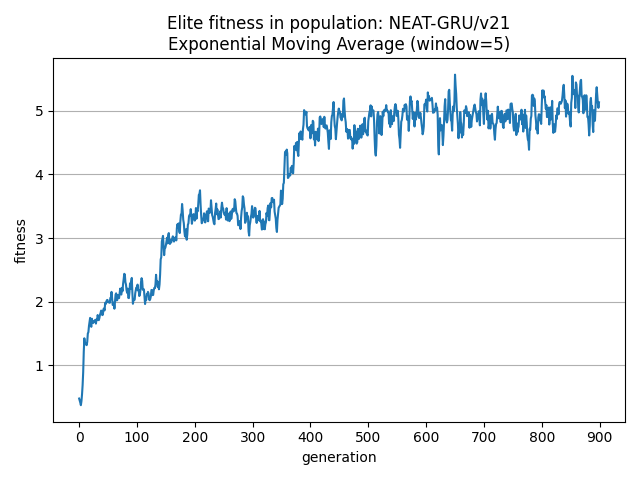 Elite fitness in population: NEAT-GRU/v21
Exponential Moving Average (window=5)
fitness
5
4
3
2
1
0 100 200 300 400 500 600 700 800 900
generation